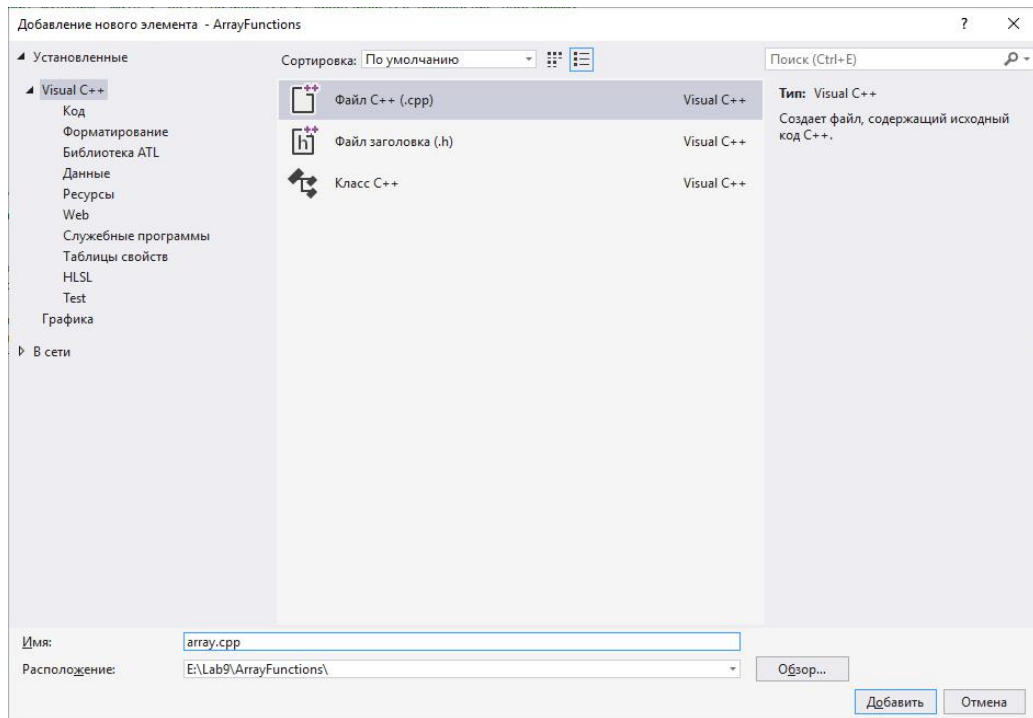 Добавление нового элемента - ArrayFunctions
? ×
Установленные
Visual C++
Код
Форматирование
Библиотека ATL
Данные
Ресурсы
Web
Служебные программы
Таблицы свойств
HLSL
Test
Графика
В сети
Сортировка: По умолчанию
Файл C++ (.cpp) Visual C++
Файл заголовка (.h) Visual C++
Класс C++ Visual C++
Поиск (Ctrl+E)
Тип: Visual C++
Создает файл, содержащий исходный
код C++.
Имя: array.cpp
Расположение: E:\Lab9\ArrayFunctions\
Обзор...
Добавить Отмена